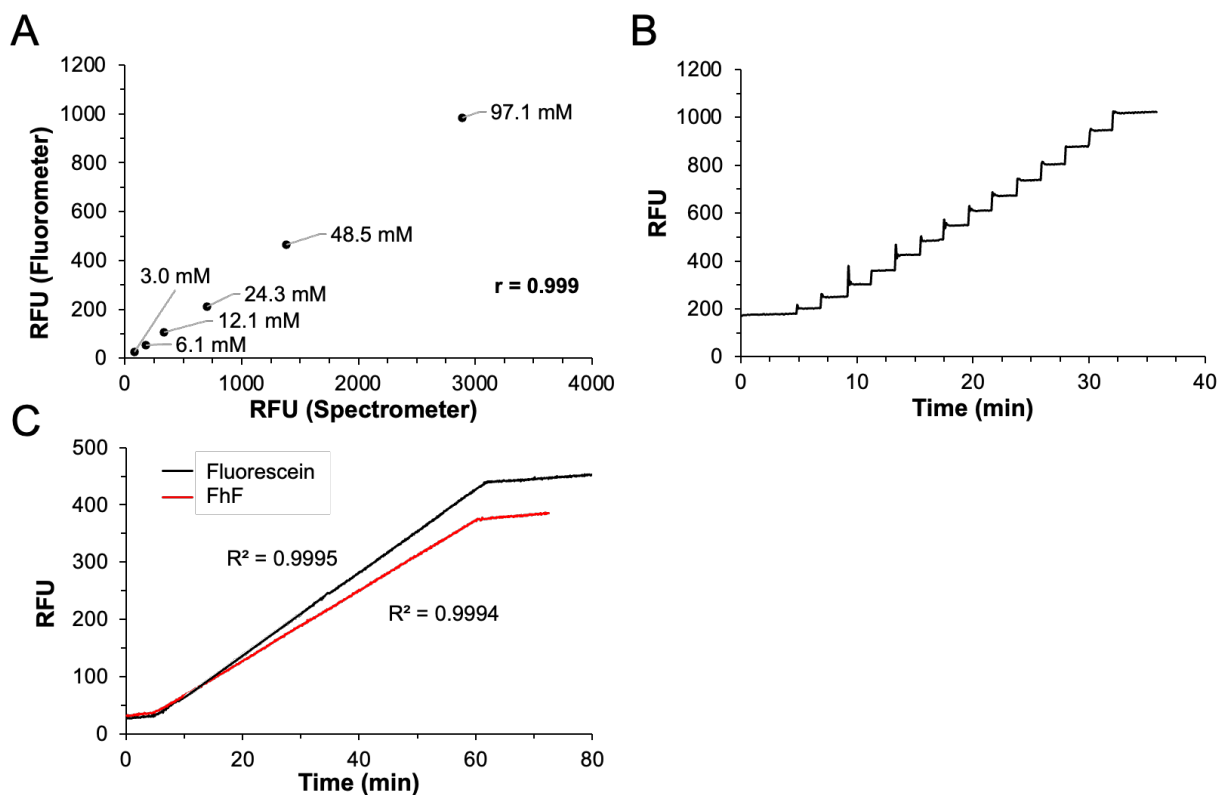 A
1200
1000
800
600
400
200
0
RFU (Fluorometer)
97.1 mM
48.5 mM
3.0 mM
24.3 mM
12.1 mM
6.1 mM
r = 0.999
0
1000
2000
3000
4000
RFU (Spectrometer)
B
1200
1000
800
600
400
200
0
RFU
0
10
20
30
40
Time (min)
C
500
400
300
200
100
0
RFU
Fluorescein
FhF
R² = 0.9995
R² = 0.9994
0
20
40
60
80
Time (min)